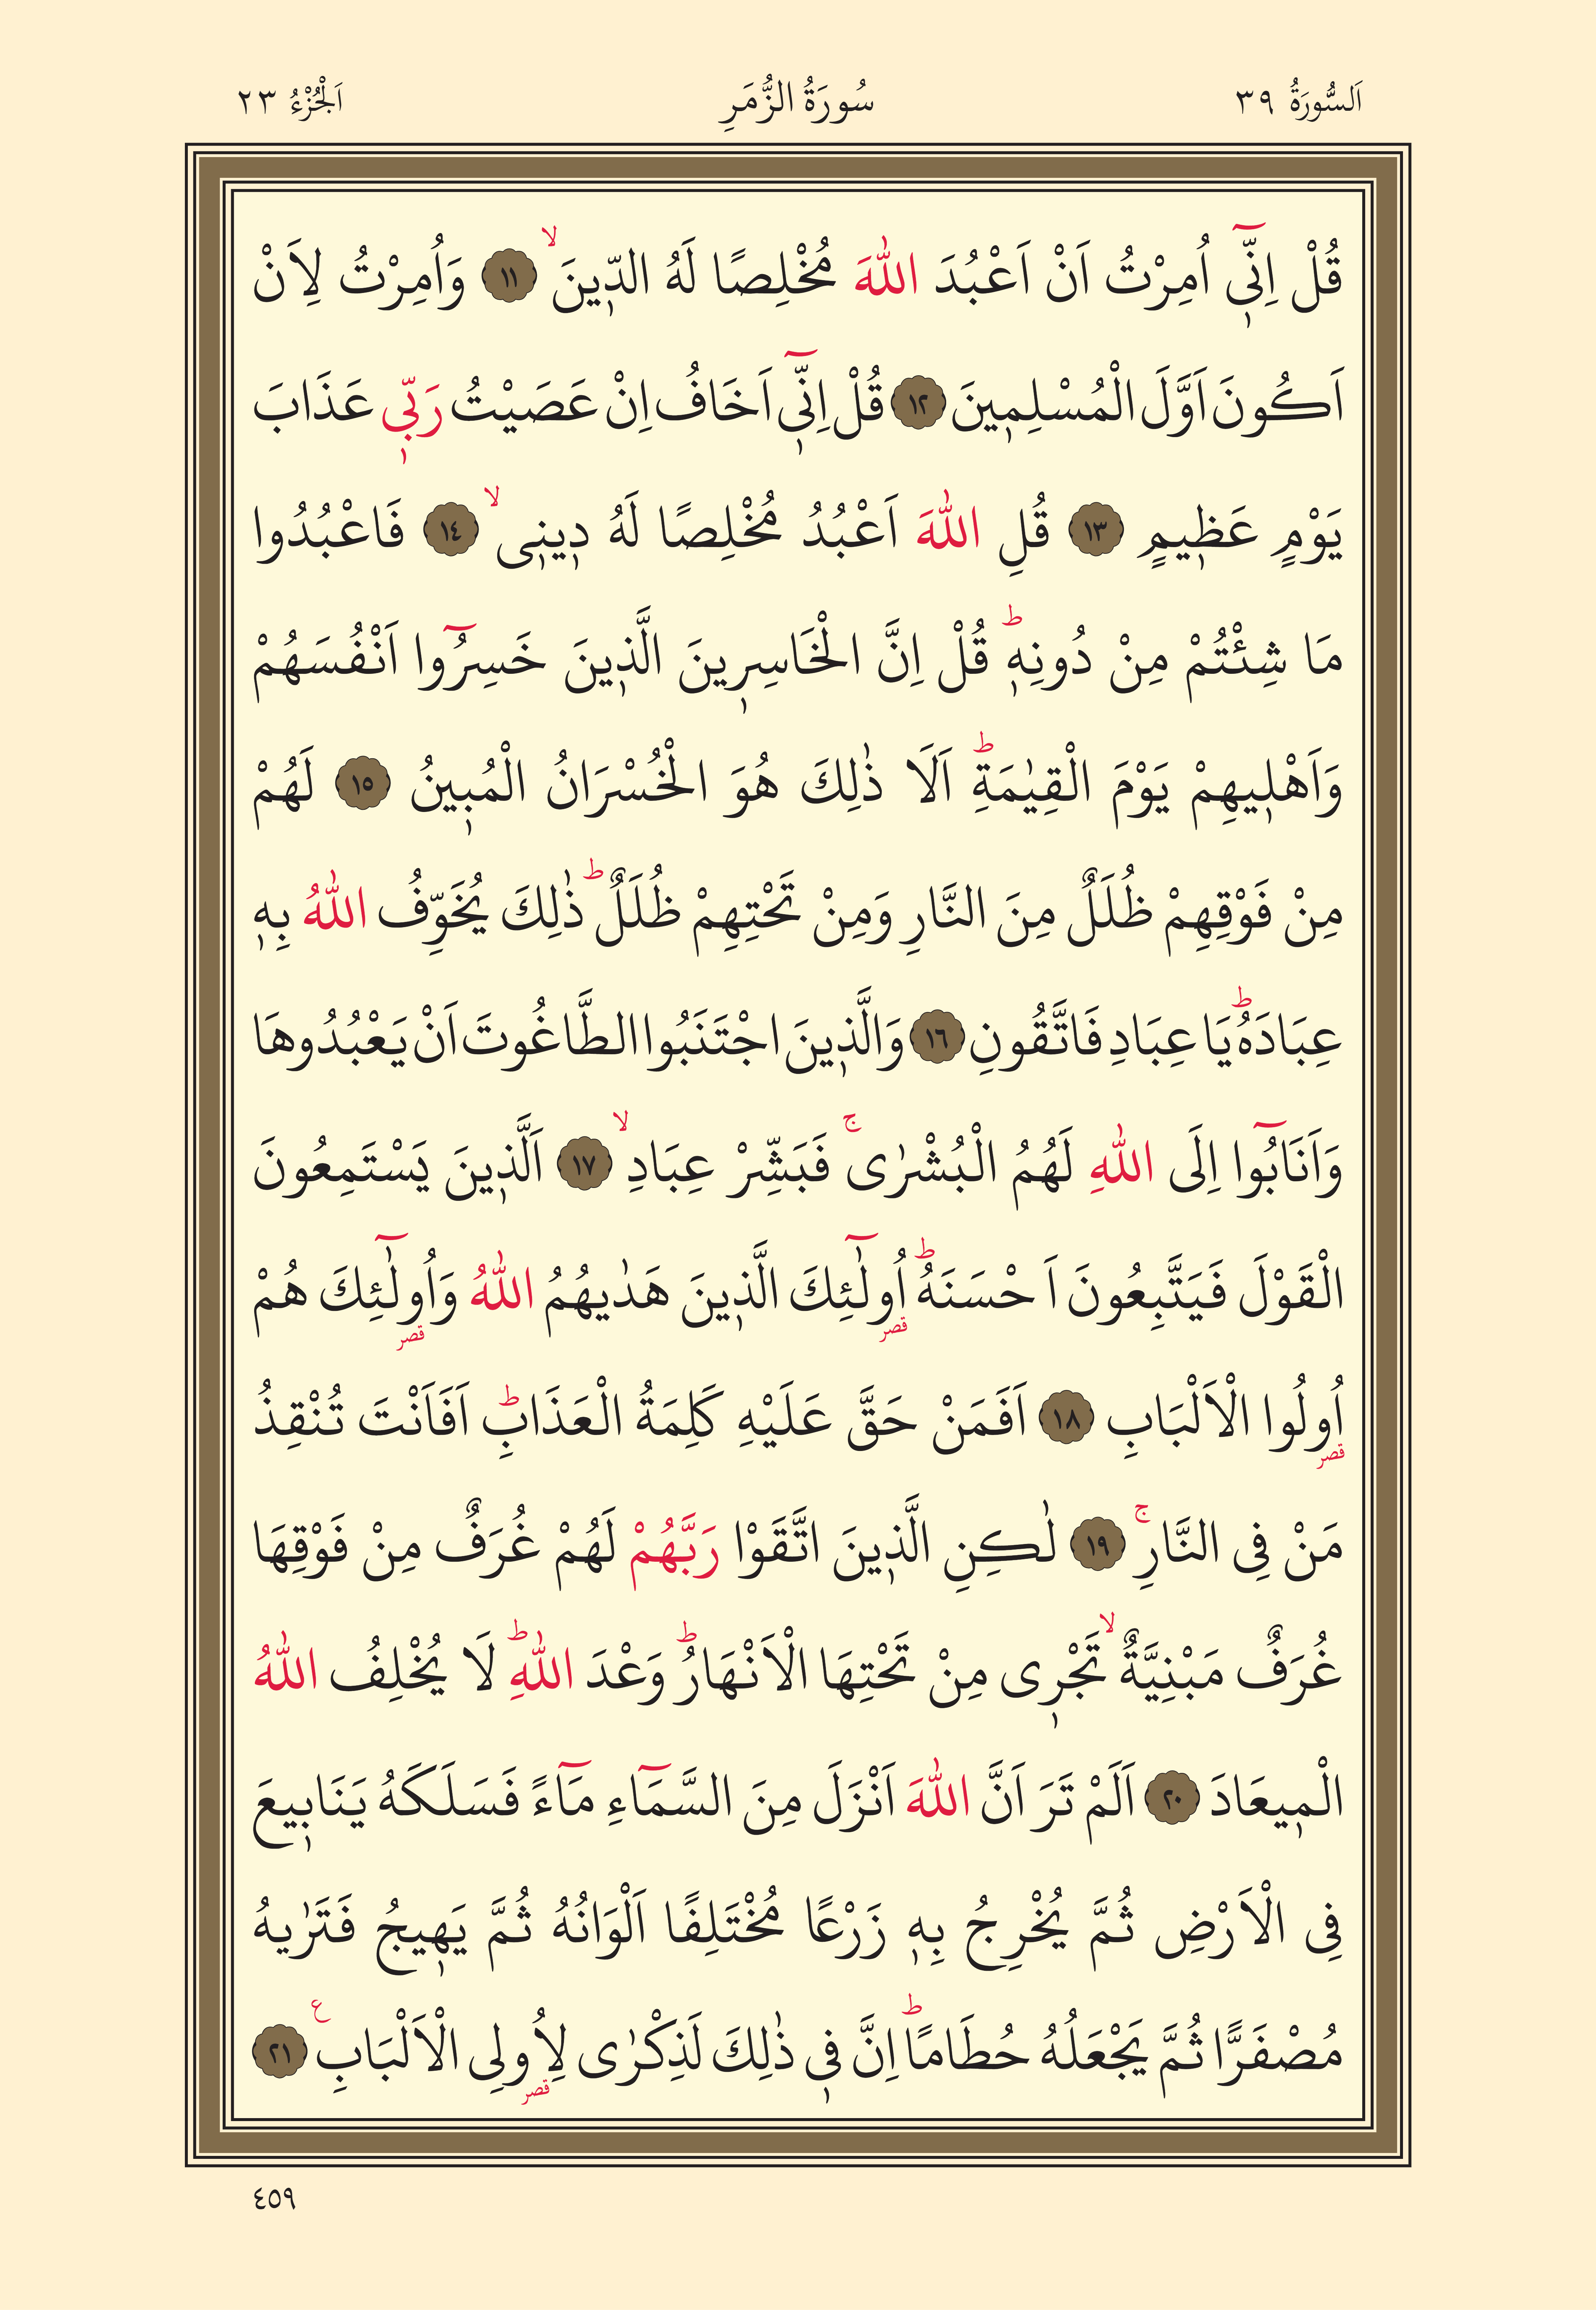 اَلسُّورَةُ ٣٩ سُورَةُ الزُّمَرِ اَلْجُزْءُ ٢٣
قُلْ اِنّ۪ٓي اُمِرْتُ اَنْ اَعْبُدَ اللّٰهَ مُخْلِصًا لَهُ الدّ۪ينَۙ ١١ وَاُمِرْتُ لِاَنْ
اَكُونَ اَوَّلَ الْمُسْلِم۪ينَ ١٢ قُلْ اِنّ۪ٓي اَخَافُ اِنْ عَصَيْتُ رَبّ۪ي عَذَابَ
يَوْمٍ عَظ۪يمٍ ١٣ قُلِ اللّٰهَ اَعْبُدُ مُخْلِصًا لَهُ د۪ين۪يۙ ١٤ فَاعْبُدُوا
مَا شِئْتُمْ مِنْ دُونِه۪ۜ قُلْ اِنَّ الْخَاسِر۪ينَ الَّذ۪ينَ خَسِرُٓوا اَنْفُسَهُمْ
وَاَهْل۪يهِمْ يَوْمَ الْقِيٰمَةِۜ اَلَا ذٰلِكَ هُوَ الْخُسْرَانُ الْمُب۪ينُ ١٥ لَهُمْ
مِنْ فَوْقِهِمْ ظُلَلٌ مِنَ النَّارِ وَمِنْ تَحْتِهِمْ ظُلَلٌۜ ذٰلِكَ يُخَوِّفُ اللّٰهُ بِه۪
عِبَادَهُۜ يَا عِبَادِ فَاتَّقُونِ ١٦ وَالَّذ۪ينَ اجْتَنَبُوا الطَّاغُوتَ اَنْ يَعْبُدُوهَا
وَاَنَابُٓوا اِلَى اللّٰهِ لَهُمُ الْبُشْرٰىۚ فَبَشِّرْ عِبَادِۙ ١٧ اَلَّذ۪ينَ يَسْتَمِعُونَ
الْقَوْلَ فَيَتَّبِعُونَ اَحْسَنَهُۜ اُو۬لٰٓئِكَ الَّذ۪ينَ هَدٰيهُمُ اللّٰهُ وَاُو۬لٰٓئِكَ هُمْ
اُو۬لُوا الْاَلْبَابِ ١٨ اَفَمَنْ حَقَّ عَلَيْهِ كَلِمَةُ الْعَذَابِۜ اَفَاَنْتَ تُنْقِذُ
مَنْ فِي النَّارِۚ ١٩ لٰكِنِ الَّذ۪ينَ اتَّقَوْا رَبَّهُمْ لَهُمْ غُرَفٌ مِنْ فَوْقِهَا
غُرَفٌ مَبْنِيَّةٌۙ تَجْر۪ي مِنْ تَحْتِهَا الْاَنْهَارُۜ وَعْدَ اللّٰهِۜ لَا يُخْلِفُ اللّٰهُ
الْم۪يعَادَ ٢٠ اَلَمْ تَرَ اَنَّ اللّٰهَ اَنْزَلَ مِنَ السَّمَٓاءِ مَٓاءً فَسَلَكَهُ يَنَاب۪يعَ
فِي الْاَرْضِ ثُمَّ يُخْرِجُ بِه۪ زَرْعًا مُخْتَلِفًا اَلْوَانُهُ ثُمَّ يَه۪يجُ فَتَرٰيهُ
مُصْفَرًّا ثُمَّ يَجْعَلُهُ حُطَامًاۜ اِنَّ ف۪ي ذٰلِكَ لَذِكْرٰى لِاُو۬لِي الْاَلْبَابِ۟ ٢١
٤٥٩